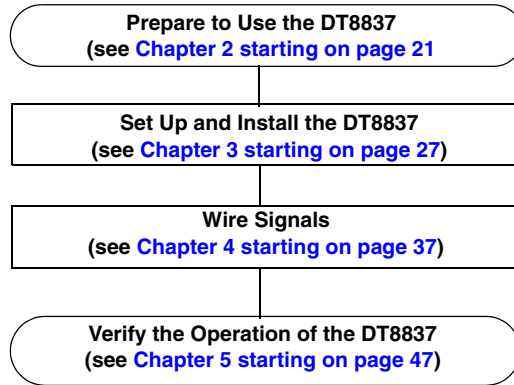 Prepare to Use the DT8837
(see Chapter 2 starting on page 21
Set Up and Install the DT8837
(see Chapter 3 starting on page 27)
Wire Signals
(see Chapter 4 starting on page 37)
Verify the Operation of the DT8837
(see Chapter 5 starting on page 47)